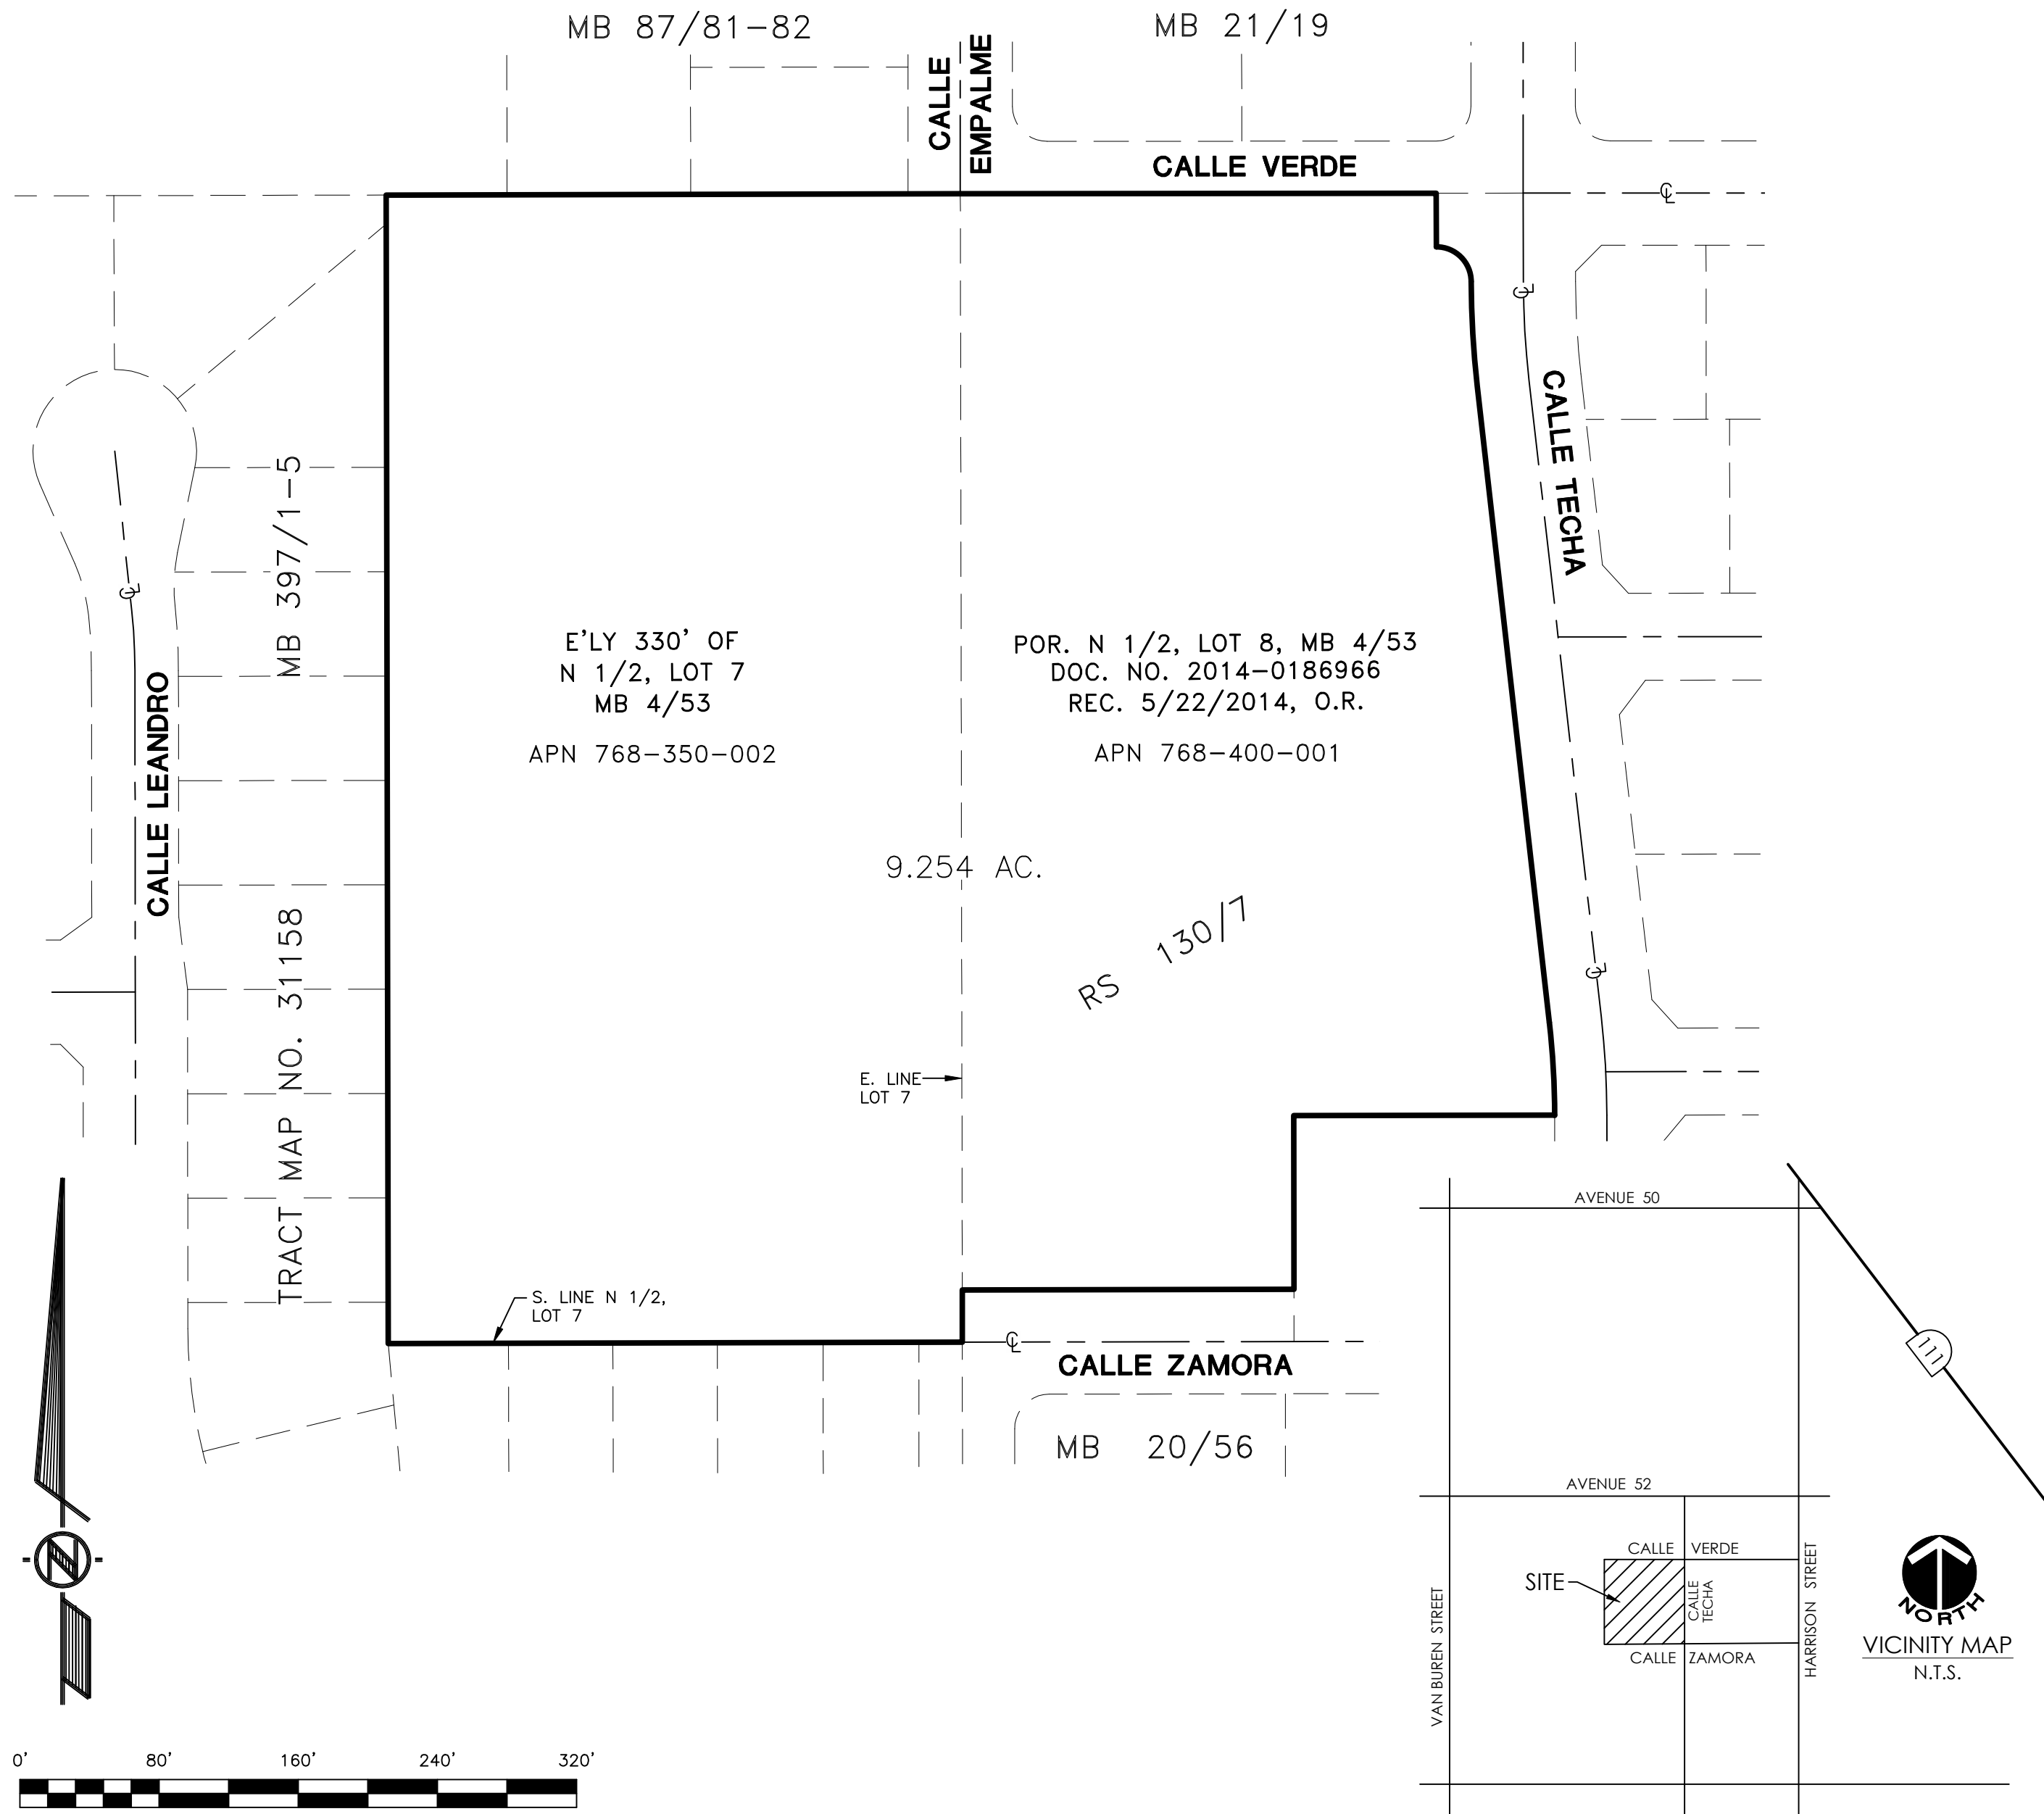 MB 87/81-82
MB 21/19
CALLE
EMPALME
CALLE VERDE
℄
℄
CALLE TECHA
MB 397/1-5
℄
CALLE LEANDRO
E'LY 330' OF
N 1/2, LOT 7
MB 4/53
APN 768-350-002
POR. N 1/2, LOT 8, MB 4/53
DOC. NO. 2014-0186966
REC. 5/22/2014, O.R.
APN 768-400-001
9.254 AC.
RS 130/7
℄
TRACT MAP NO. 31158
E. LINE
LOT 7
S. LINE N 1/2,
LOT 7
℄
CALLE ZAMORA
MB 20/56
N
0' 80' 160' 240' 320'
AVENUE 50
111
AVENUE 52
CALLE VERDE
SITE
CALLE
TECHA
CALLE ZAMORA
VAN BUREN STREET
HARRISON STREET
NORTH
VICINITY MAP
N.T.S.